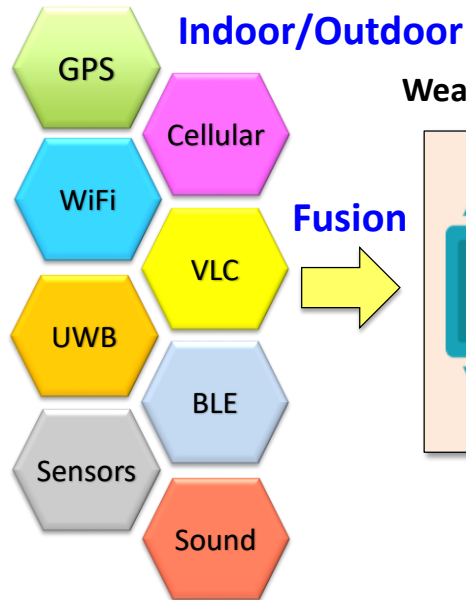 Indoor/Outdoor
GPS
Cellular
WiFi
VLC
Fusion
UWB
BLE
Sensors
Sound